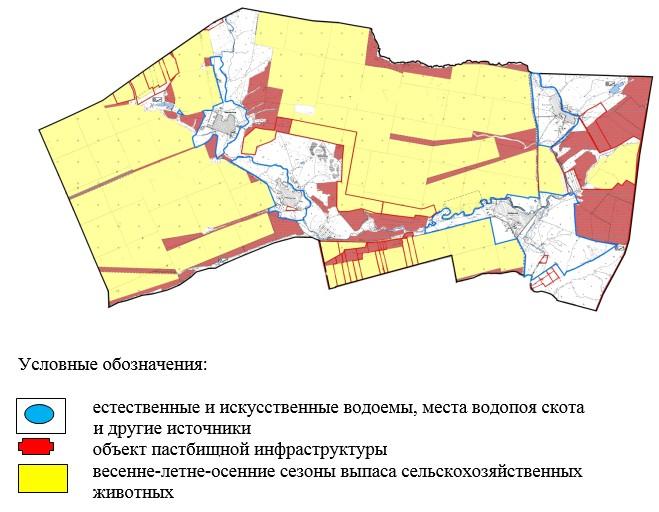 Условные обозначения:
естественные и искусственные водоемы, места водопоя скота
и другие источники
объект пастбищной инфраструктуры
весенне-летне-осенние сезоны выпаса сельскохозяйственных
животных